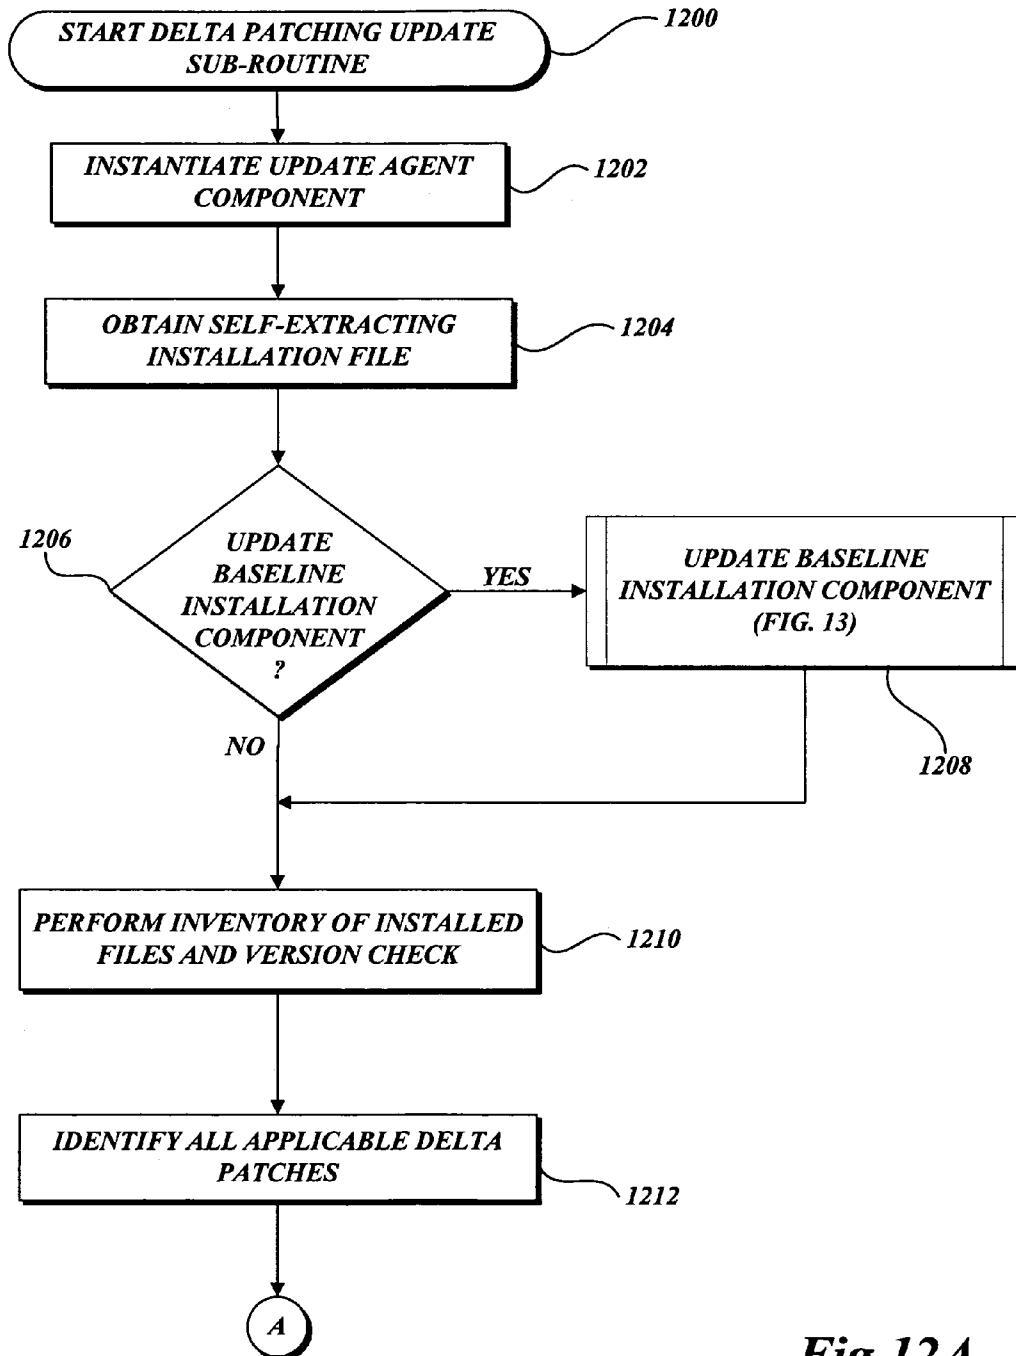 START DELTA PATCHING UPDATE
SUB-ROUTINE
1200
INSTANTIATE UPDATE AGENT
COMPONENT
1202
OBTAIN SELF-EXTRACTING
INSTALLATION FILE
1204
1206
UPDATE
BASELINE
INSTALLATION
COMPONENT
?
YES
UPDATE BASELINE
INSTALLATION COMPONENT
(FIG. 13)
1208
NO
PERFORM INVENTORY OF INSTALLED
FILES AND VERSION CHECK
1210
IDENTIFY ALL APPLICABLE DELTA
PATCHES
1212
A
Fig.12A